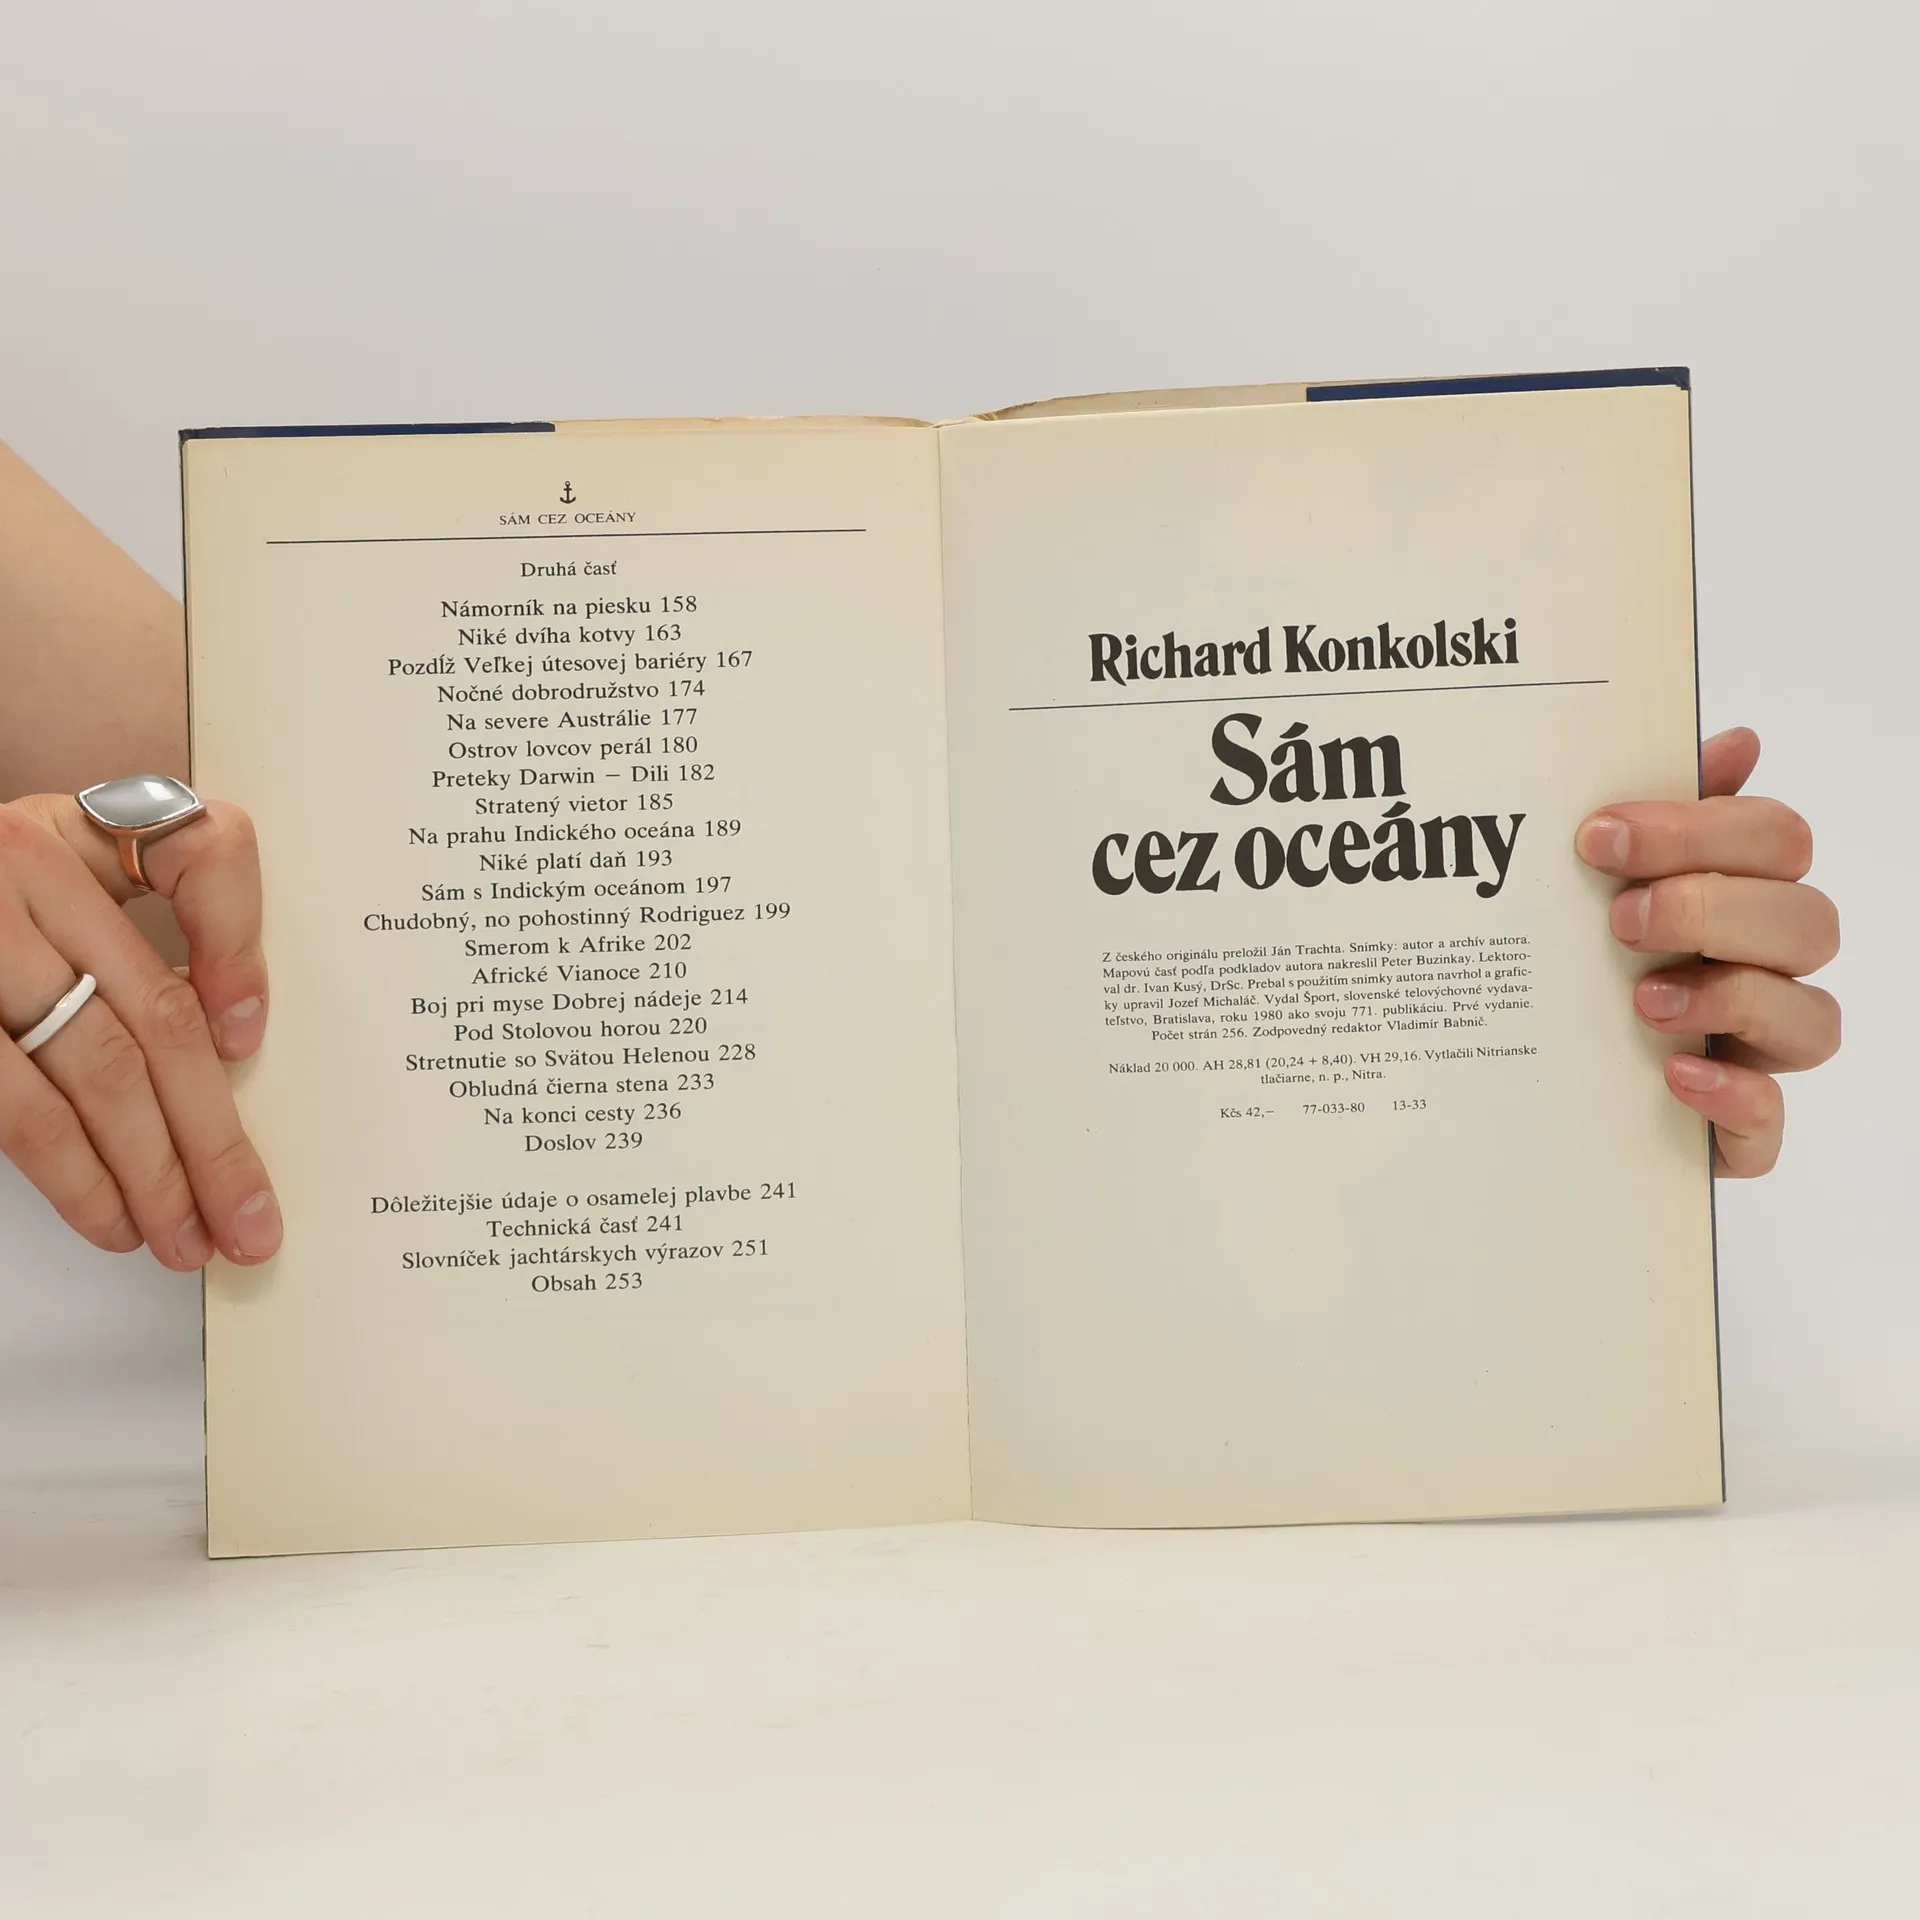 SÁM CEZ OCEÁNY
Druhá časť
Námorník na piesku 158
Niké dvíha kotvy 163
Pozdĺž Veľkej útesovej bariéry 167
Nočné dobrodružstvo 174
Na severe Austrálie 177
Ostrov lovcov perál 180
Preteky Darwin – Dili 182
Stratený vietor 185
Na prahu Indického oceána 189
Niké platí daň 193
Sám s Indickým oceánom 197
Chudobný, no pohostinný Rodriguez 199
Smerom k Afrike 202
Africké Vianoce 210
Boj pri myse Dobrej nádeje 214
Pod Stolovou horou 220
Stretnutie so Svätou Helenou 228
Obludná čierna stena 233
Na konci cesty 236
Doslov 239
Dôležitejšie údaje o osamelej plavbe 241
Technická časť 241
Slovníček jachtárskych výrazov 251
Obsah 253
Richard Konkolski
Sám
cez oceány
Z českého originálu preložil Ján Trachta. Snímky: autor a archív autora.
Mapovú časť podľa podkladov autora nakreslil Peter Buzinkay. Lektoro-
val dr. Ivan Kusý, DrSc. Prebal s použitím snímky autora navrhol a grafic-
ky upravil Jozef Michaláč. Vydal Šport, slovenské telovýchovné vydava-
teľstvo, Bratislava, roku 1980 ako svoju 771. publikáciu. Prvé vydanie.
Počet strán 256. Zodpovedný redaktor Vladimír Babnič.
Náklad 20 000. AH 28,81 (20,24 + 8,40). VH 29,16. Vytlačili Nitrianske
tlačiarne, n. p., Nitra.
Kčs 42,– 77-033-80 13-33